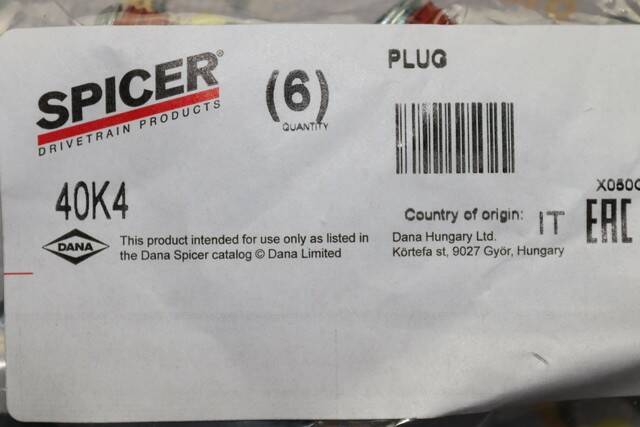 SPICER®
DRIVETRAIN PRODUCTS
(6)
QUANTITY
PLUG
40K4
DANA
This product intended for use only as listed in
the Dana Spicer catalog © Dana Limited
X050
Country of origin: IT
Dana Hungary Ltd.
Körtefa st, 9027 Győr, Hungary
EAC